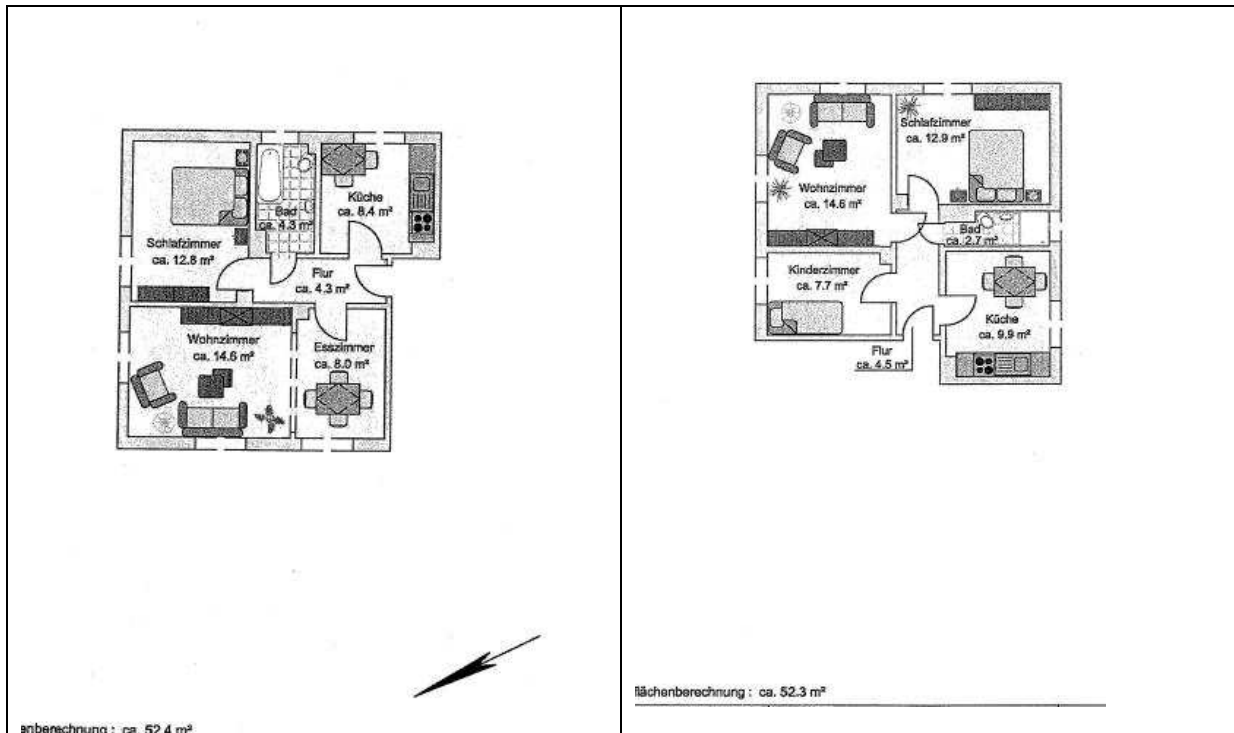 Küche
ca. 8.4 m²
Bad
ca. 4.3 m²
Schlafzimmer
ca. 12.8 m²
Flur
ca. 4.3 m²
Wohnzimmer
ca. 14.6 m²
Esszimmer
ca. 8.0 m²
enberechnung : ca. 52.4 m²
Schlafzimmer
ca. 12.9 m²
Wohnzimmer
ca. 14.6 m²
Bad
ca. 2.7 m²
Kinderzimmer
ca. 7.7 m²
Küche
ca. 9.9 m²
Flur
ca. 4.5 m²
flächenberechnung : ca. 52.3 m²